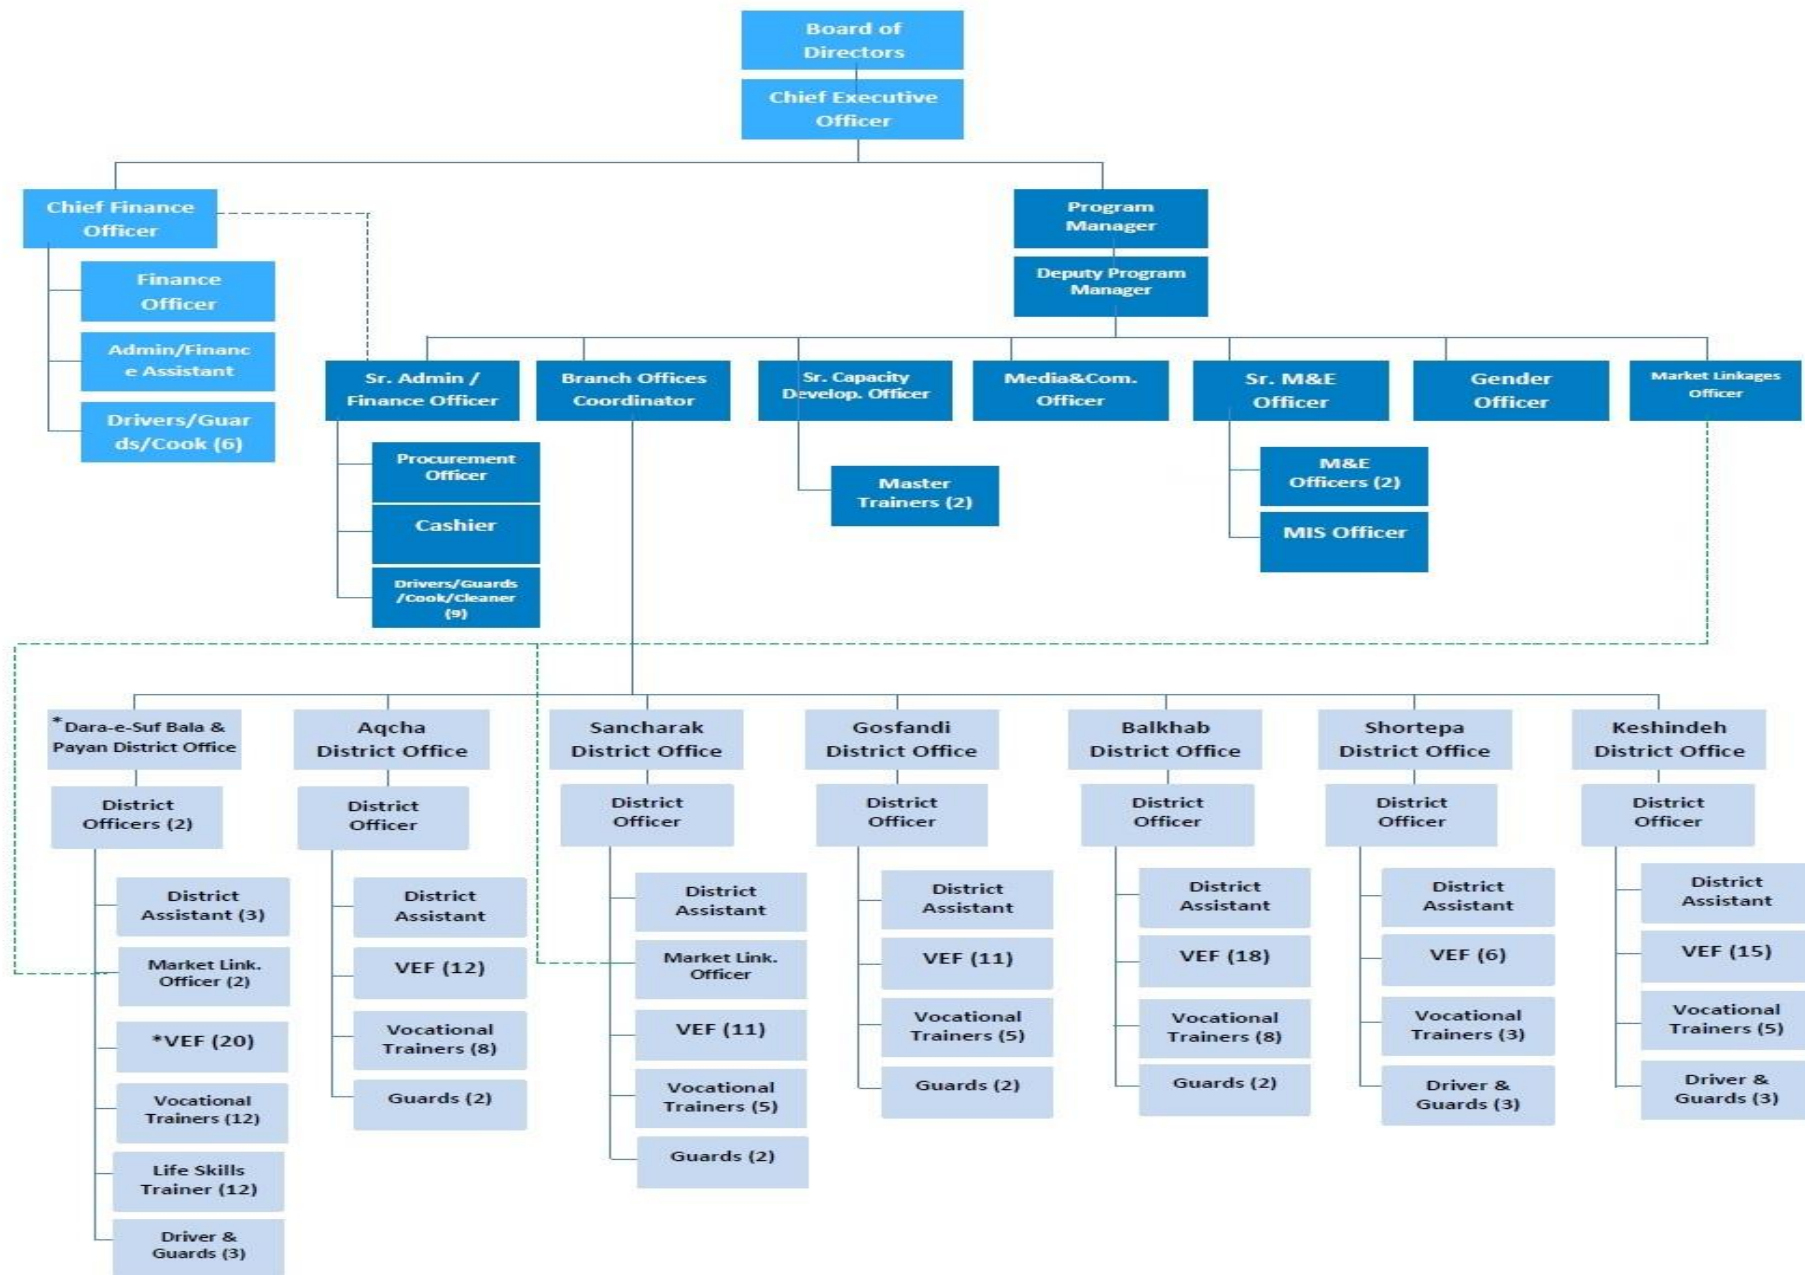 Board of
Directors
Chief Executive
Officer
Chief Finance
Officer
Program
Manager
Finance
Officer
Deputy Program
Manager
Admin/Financ
e Assistant
Drivers/Guar
ds/Cook (6)
Sr. Admin /
Finance Officer
Branch Offices
Coordinator
Sr. Capacity
Develop. Officer
Media&Com.
Officer
Sr. M&E
Officer
Gender
Officer
Market Linkages
Officer
Procurement
Officer
Cashier
Drivers/Guards
/Cook/Cleaner
(9)
Master
Trainers (2)
M&E
Officers (2)
MIS Officer
*Dara-e-Suf Bala &
Payan District Office
Aqcha
District Office
Sancharak
District Office
Gosfandi
District Office
Balkhab
District Office
Shortepa
District Office
Keshindeh
District Office
District
Officers (2)
District
Officer
District
Officer
District
Officer
District
Officer
District
Officer
District
Officer
District
Assistant (3)
Market Link.
Officer (2)
*VEF (20)
Vocational
Trainers (12)
Life Skills
Trainer (12)
Driver &
Guards (3)
District
Assistant
VEF (12)
Vocational
Trainers (8)
Guards (2)
District
Assistant
Market Link.
Officer
VEF (11)
Vocational
Trainers (5)
Guards (2)
District
Assistant
VEF (11)
Vocational
Trainers (5)
Guards (2)
District
Assistant
VEF (18)
Vocational
Trainers (8)
Guards (2)
District
Assistant
VEF (6)
Vocational
Trainers (3)
Driver &
Guards (3)
District
Assistant
VEF (15)
Vocational
Trainers (5)
Driver &
Guards (3)